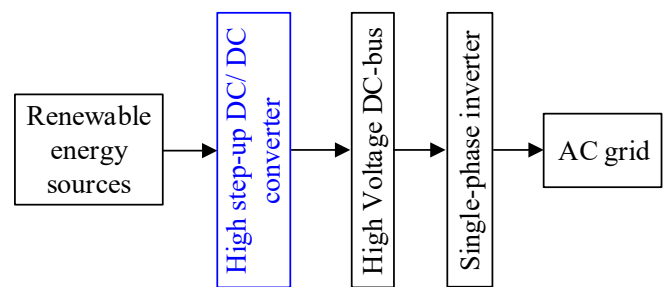 Renewable
energy
sources
High step-up DC/ DC
converter
High Voltage DC-bus
Single-phase inverter
AC grid